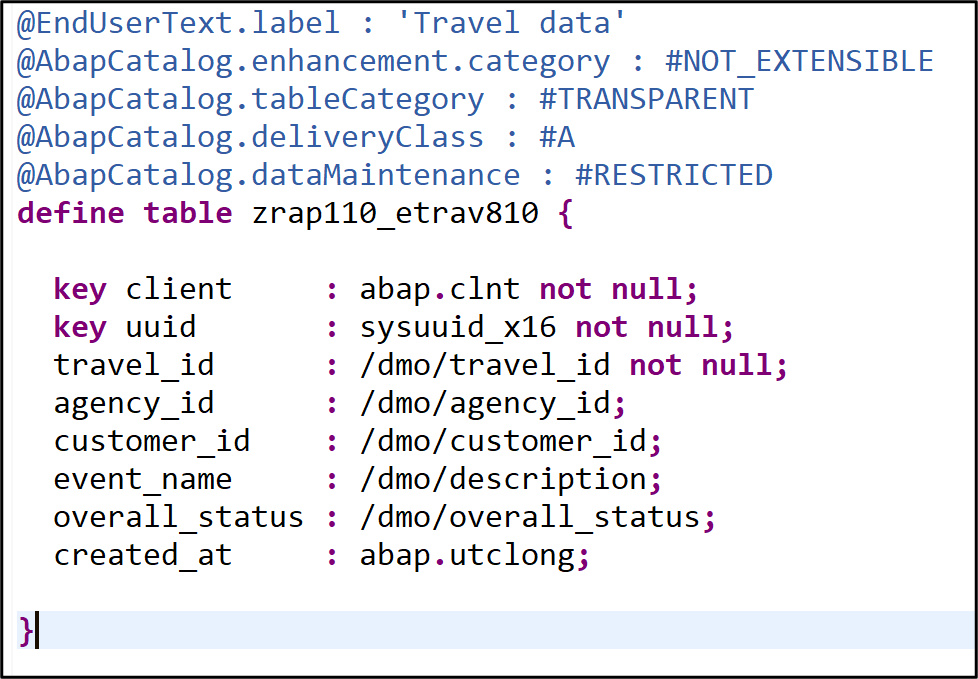 @EndUserText.label : 'Travel data'
@AbapCatalog.enhancement.category : #NOT_EXTENSIBLE
@AbapCatalog.tableCategory : #TRANSPARENT
@AbapCatalog.deliveryClass : #A
@AbapCatalog.dataMaintenance : #RESTRICTED
define table zrap110_etrav810 {
  key client     : abap.clnt not null;
  key uuid       : sysuuid_x16 not null;
  travel_id      : /dmo/travel_id not null;
  agency_id      : /dmo/agency_id;
  customer_id    : /dmo/customer_id;
  event_name     : /dmo/description;
  overall_status : /dmo/overall_status;
  created_at     : abap.utclong;
}